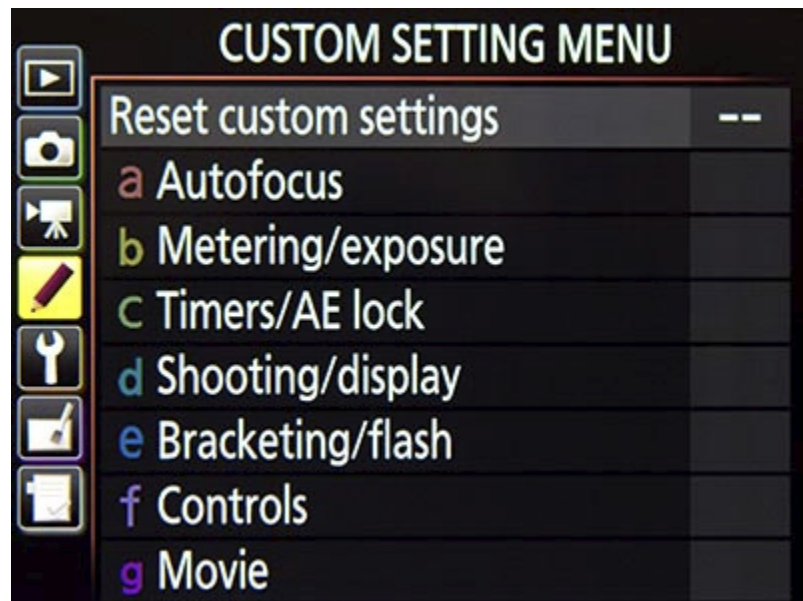 CUSTOM SETTING MENU
Reset custom settings --
a Autofocus
b Metering/exposure
c Timers/AE lock
d Shooting/display
e Bracketing/flash
f Controls
g Movie